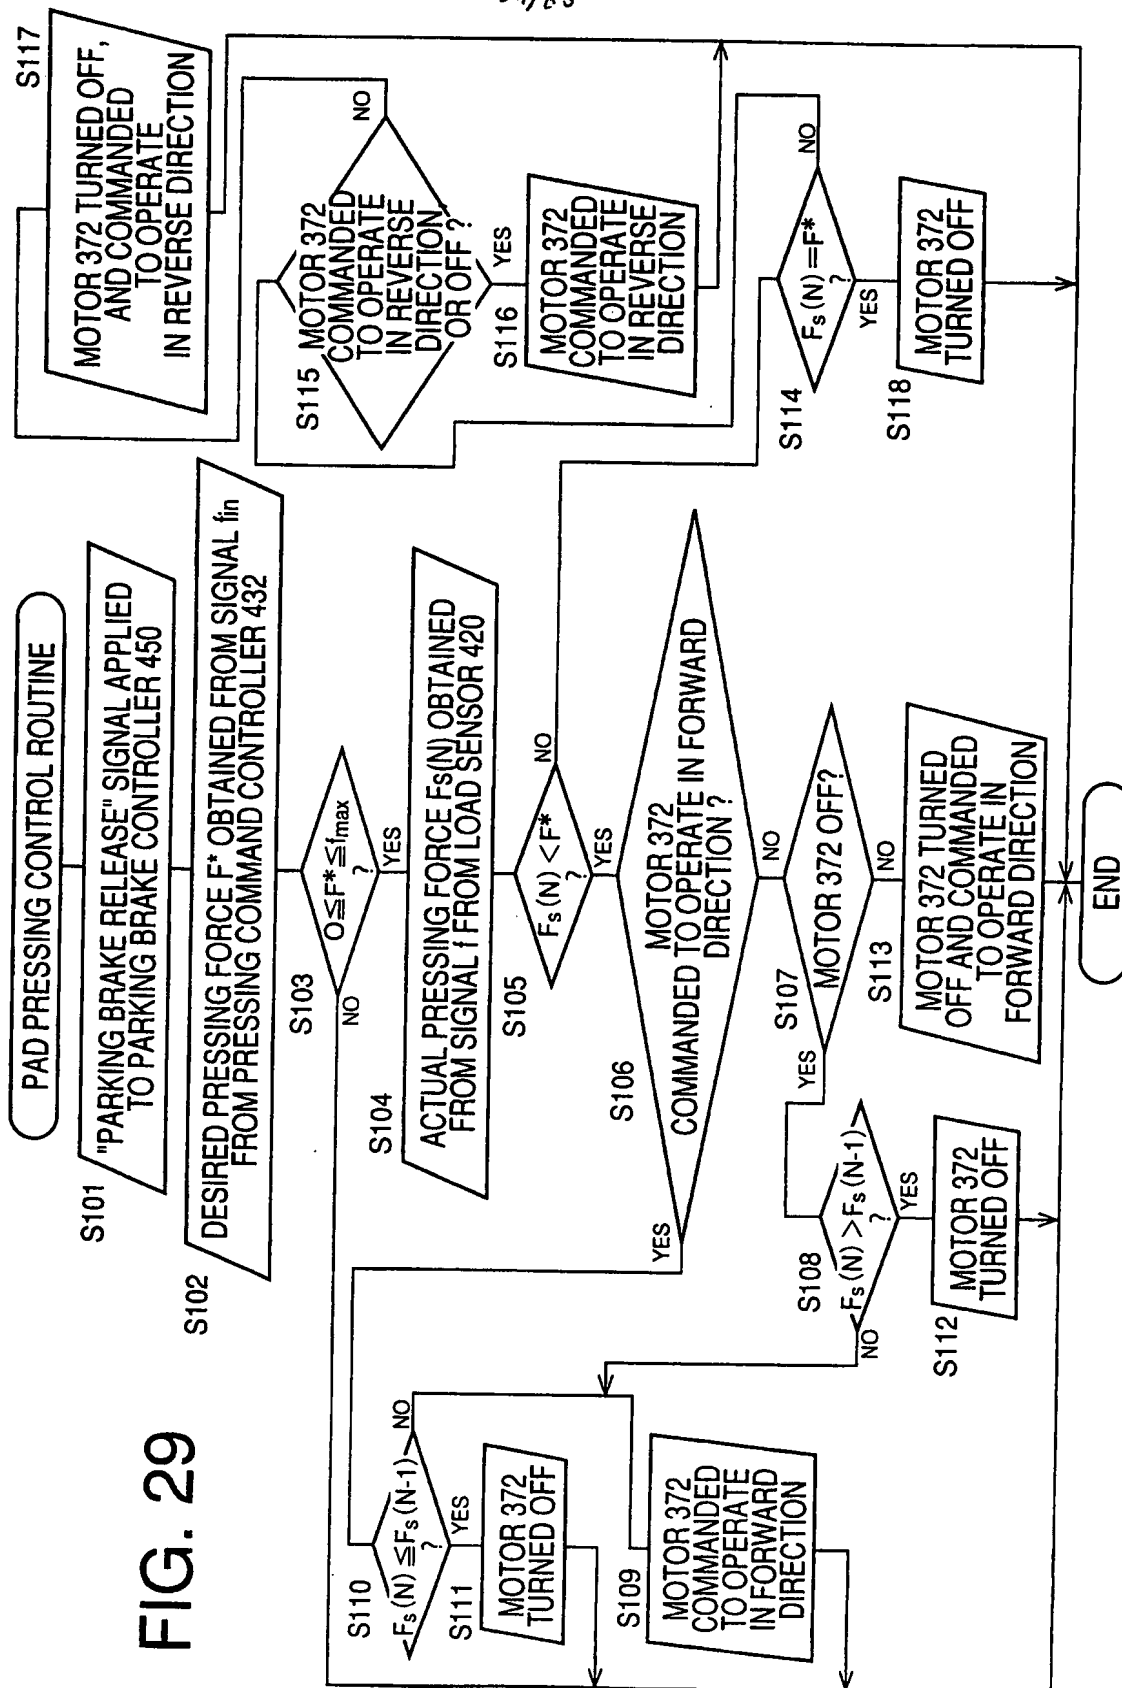 FIG. 29
PAD PRESSING CONTROL ROUTINE
S101
"PARKING BRAKE RELEASE" SIGNAL APPLIED
TO PARKING BRAKE CONTROLLER 450
S102
DESIRED PRESSING FORCE F* OBTAINED FROM SIGNAL fin
FROM PRESSING COMMAND CONTROLLER 432
S103
0≦F*≦fmax
?
NO
YES
S104
ACTUAL PRESSING FORCE Fs(N) OBTAINED
FROM SIGNAL f FROM LOAD SENSOR 420
S105
Fs(N)<F*
?
NO
YES
S106
MOTOR 372
COMMANDED TO OPERATE IN FORWARD
DIRECTION ?
YES
NO
S107
MOTOR 372 OFF?
YES
NO
S108
Fs(N)>Fs(N-1)
?
NO
YES
S109
MOTOR 372
COMMANDED
TO OPERATE
IN FORWARD
DIRECTION
S110
Fs(N)≦Fs(N-1)
?
NO
YES
S111
MOTOR 372
TURNED OFF
S112
MOTOR 372
TURNED OFF
S113
MOTOR 372 TURNED
OFF AND COMMANDED
TO OPERATE IN
FORWARD DIRECTION
S114
Fs(N)=F*
?
NO
YES
S115
MOTOR 372
COMMANDED
TO OPERATE
IN REVERSE
DIRECTION
OR OFF ?
NO
YES
S116
MOTOR 372
COMMANDED
TO OPERATE
IN REVERSE
DIRECTION
S117
MOTOR 372 TURNED OFF,
AND COMMANDED
TO OPERATE
IN REVERSE DIRECTION
S118
MOTOR 372
TURNED OFF
END